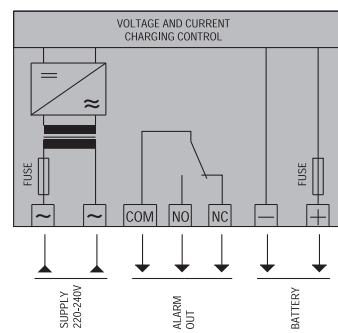 VOLTAGE AND CURRENT
CHARGING CONTROL
FUSE
FUSE
~
~
COM
NO
NC
−
+
SUPPLY
220-240V
ALARM
OUT
BATTERY